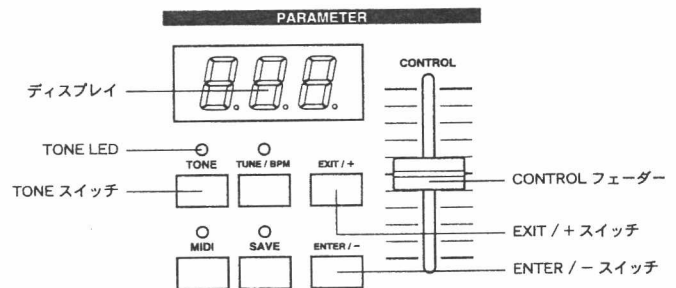 PARAMETER
CONTROL
ディスプレイ
TONE LED
TONE
TUNE / BPM
EXIT / +
TONE スイッチ
CONTROL フェーダー
EXIT / + スイッチ
MIDI
SAVE
ENTER / −
ENTER / − スイッチ